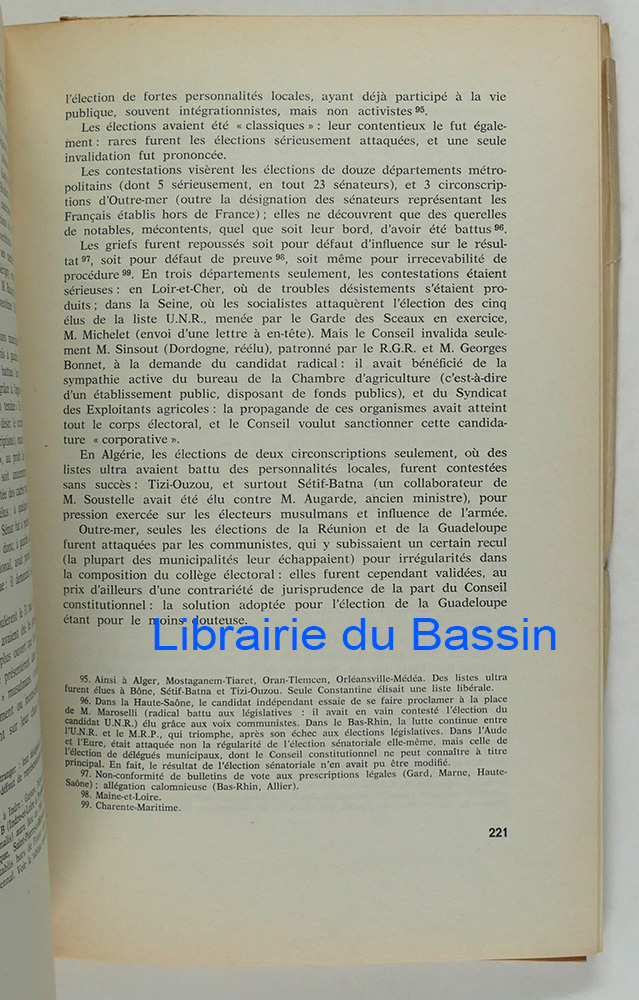 l'élection de fortes personnalités locales, ayant déjà participé à la vie
publique, souvent intégrationnistes, mais non activistes 95.
Les élections avaient été « classiques » : leur contentieux le fut égale-
ment : rares furent les élections sérieusement attaquées, et une seule
invalidation fut prononcée.
Les contestations visèrent les élections de douze départements métro-
politains (dont 5 sérieusement, en tout 23 sénateurs), et 3 circonscrip-
tions d'Outre-mer (outre la désignation des sénateurs représentant les
Français établis hors de France) ; elles ne découvrent que des querelles
de notables, mécontents, quel que soit leur bord, d'avoir été battus 96.
Les griefs furent repoussés soit pour défaut d'influence sur le résul-
tat 97, soit pour défaut de preuve 98, soit même pour irrecevabilité de
procédure 99. En trois départements seulement, les contestations étaient
sérieuses : en Loir-et-Cher, où de troubles désistements s'étaient pro-
duits ; dans la Seine, où les socialistes attaquèrent l'élection des cinq
élus de la liste U.N.R., menée par le Garde des Sceaux en exercice,
M. Michelet (envoi d'une lettre à en-tête). Mais le Conseil invalida seule-
ment M. Sinsout (Dordogne, réélu), patronné par le R.G.R. et M. Georges
Bonnet, à la demande du candidat radical : il avait bénéficié de la
sympathie active du bureau de la Chambre d'agriculture (c'est-à-dire
d'un établissement public, disposant de fonds publics), et du Syndicat
des Exploitants agricoles : la propagande de ces organismes avait atteint
tout le corps électoral, et le Conseil voulut sanctionner cette candida-
ture « corporative ».
En Algérie, les élections de deux circonscriptions seulement, où des
listes ultra avaient battu des personnalités locales, furent contestées
sans succès : Tizi-Ouzou, et surtout Sétif-Batna (un collaborateur de
M. Soustelle avait été élu contre M. Augarde, ancien ministre), pour
pression exercée sur les électeurs musulmans et influence de l'armée.
Outre-mer, seules les élections de la Réunion et de la Guadeloupe
furent attaquées par les communistes, qui y subissaient un certain recul
(la plupart des municipalités leur échappaient) pour irrégularités dans
la composition du collège électoral : elles furent cependant validées, au
prix d'ailleurs d'une contrariété de jurisprudence de la part du Conseil
constitutionnel : la solution adoptée pour l'élection de la Guadeloupe
étant pour le moins douteuse.
Librairie du Bassin
95. Ainsi à Alger, Mostaganem-Tiaret, Oran-Tlemcen, Orléansville-Médéa. Des listes ultra
furent élues à Bône, Sétif-Batna et Tizi-Ouzou. Seule Constantine élisait une liste libérale.
96. Dans la Haute-Saône, le candidat indépendant essaie de se faire proclamer à la place
de M. Maroselli (radical battu aux législatives : il avait en vain contesté l'élection du
candidat U.N.R.) élu grâce aux voix communistes. Dans le Bas-Rhin, la lutte continue entre
l'U.N.R. et le M.R.P., qui triomphe, après son échec aux élections législatives. Dans l'Aude
et l'Eure, était attaquée non la régularité de l'élection sénatoriale elle-même, mais celle de
l'élection de délégués municipaux, dont le Conseil constitutionnel ne peut connaître à titre
principal. En fait, le résultat de l'élection sénatoriale n'en avait pu être modifié.
97. Non-conformité de bulletins de vote aux prescriptions légales (Gard, Marne, Haute-
Saône) ; allégation calomnieuse (Bas-Rhin, Allier).
98. Maine-et-Loire.
99. Charente-Maritime.
221